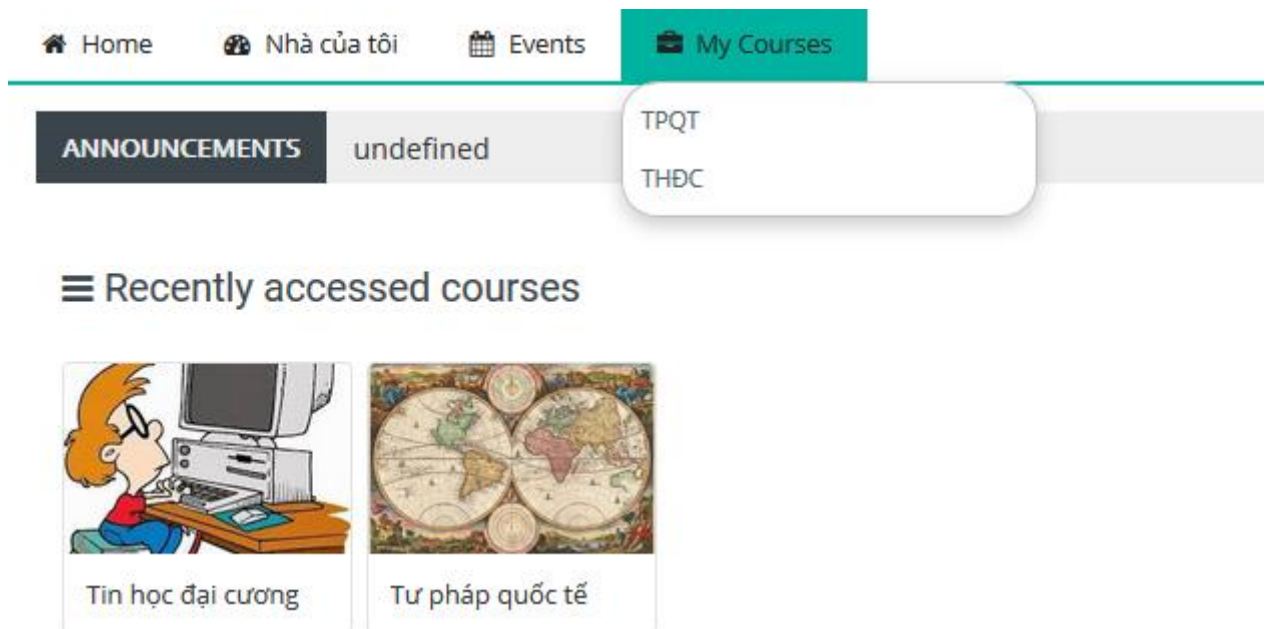 Home Nhà của tôi Events My Courses
TPQT
ANNOUNCEMENTS undefined
THĐC
Recently accessed courses
Tin học đại cương Tư pháp quốc tế